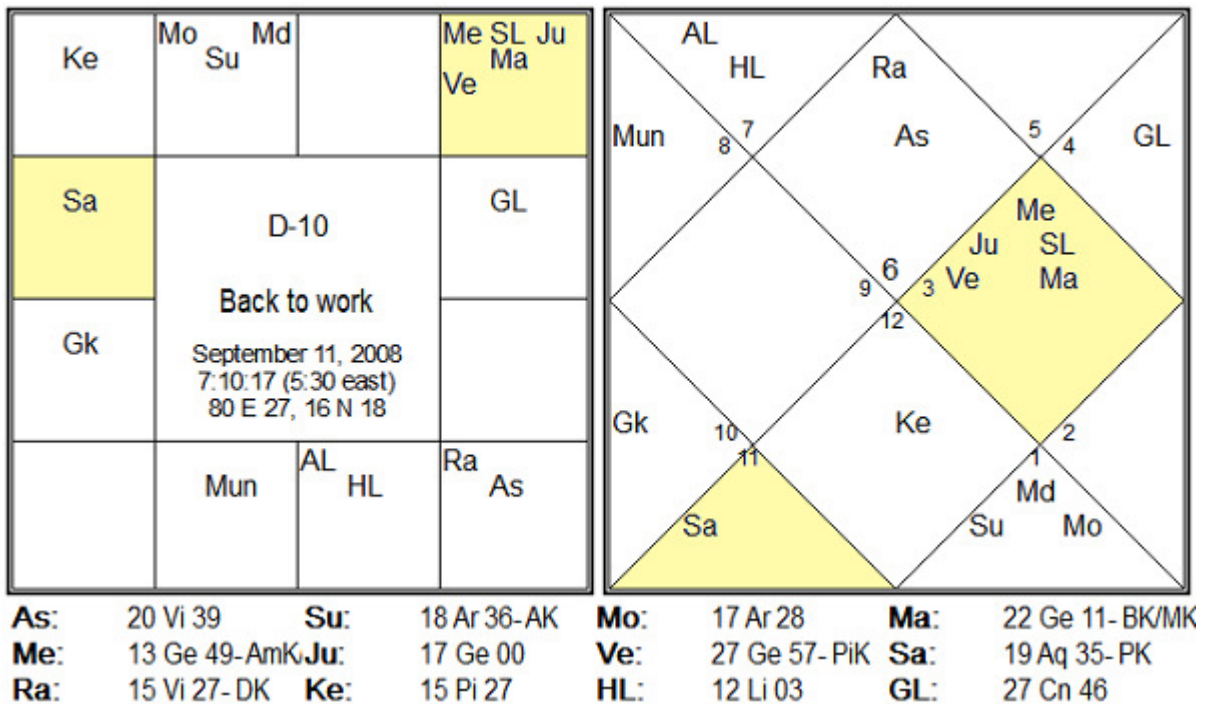 Ke
Mo Md
Su
Me SL Ju
Ma
Ve
Sa
GL
Gk
Mun
AL
HL
Ra
As
D-10
Back to work
September 11, 2008
7:10:17 (5:30 east)
80 E 27, 16 N 18
AL
HL
Ra
Mun
As
GL
8 7
5 4
Me
Ju SL
Ve Ma
6
9 3
12
Gk
Ke
10
11
2
1
Md
Sa
Su Mo
As: 20 Vi 39 Su: 18 Ar 36-AK Mo: 17 Ar 28 Ma: 22 Ge 11-BK/MK
Me: 13 Ge 49-AmK Ju: 17 Ge 00 Ve: 27 Ge 57-PiK Sa: 19 Aq 35-PK
Ra: 15 Vi 27-DK Ke: 15 Pi 27 HL: 12 Li 03 GL: 27 Cn 46